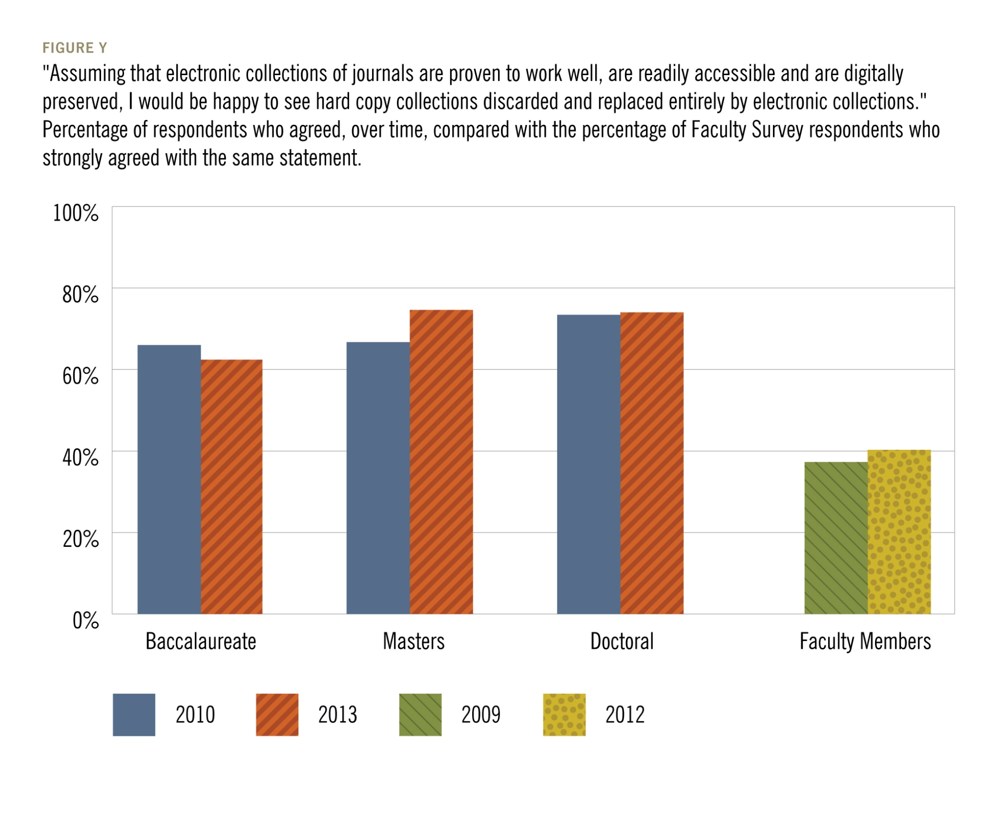 FIGURE Y
"Assuming that electronic collections of journals are proven to work well, are readily accessible and are digitally
preserved, I would be happy to see hard copy collections discarded and replaced entirely by electronic collections."
Percentage of respondents who agreed, over time, compared with the percentage of Faculty Survey respondents who
strongly agreed with the same statement.
100%
80%
60%
40%
20%
0%
Baccalaureate
Masters
Doctoral
Faculty Members
2010
2013
2009
2012